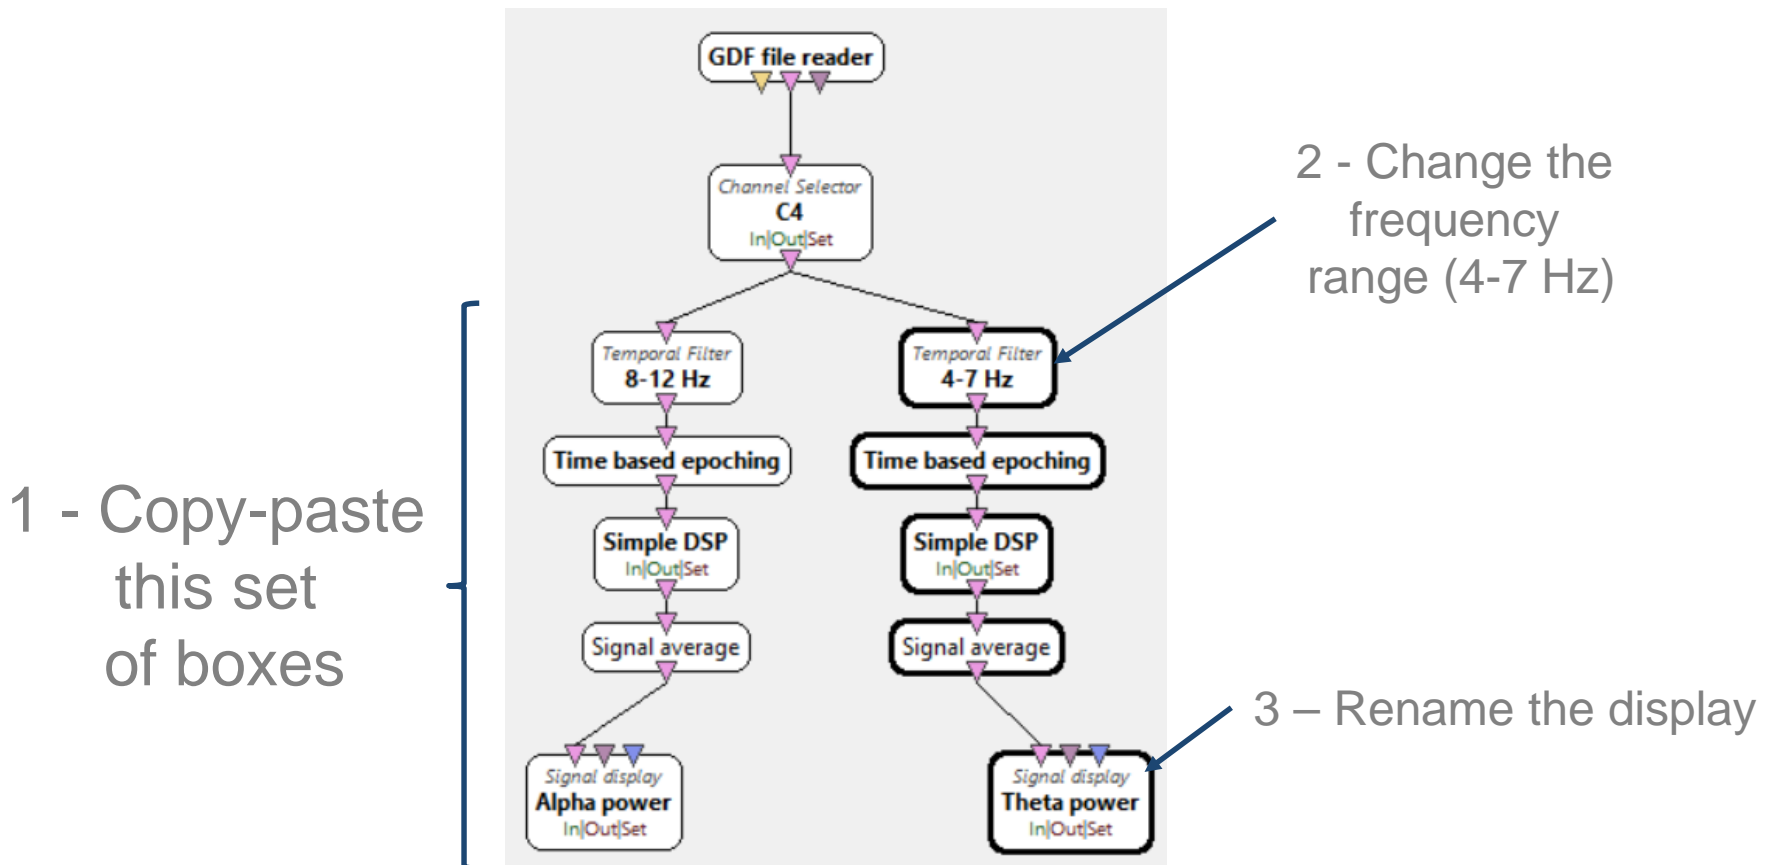 GDF file reader
Channel Selector
C4
In|Out|Set
2 - Change the
frequency
range (4-7 Hz)
Temporal Filter
8-12 Hz
Temporal Filter
4-7 Hz
Time based epoching
Time based epoching
1 - Copy-paste
this set
of boxes
Simple DSP
In|Out|Set
Simple DSP
In|Out|Set
Signal average
Signal average
3 – Rename the display
Signal display
Alpha power
In|Out|Set
Signal display
Theta power
In|Out|Set